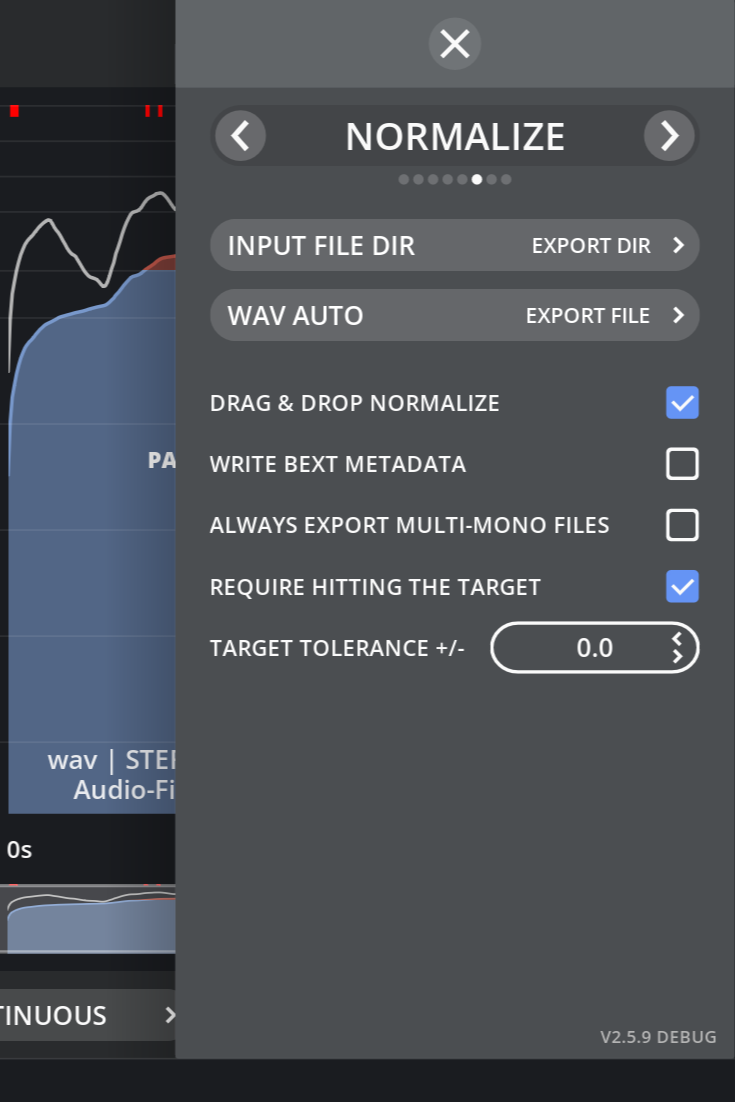 NORMALIZE
INPUT FILE DIR EXPORT DIR
WAV AUTO EXPORT FILE
DRAG & DROP NORMALIZE
WRITE BEXT METADATA
ALWAYS EXPORT MULTI-MONO FILES
REQUIRE HITTING THE TARGET
TARGET TOLERANCE +/- 0.0
PA
wav | STE
Audio-Fi
0s
TINUOUS
V2.5.9 DEBUG